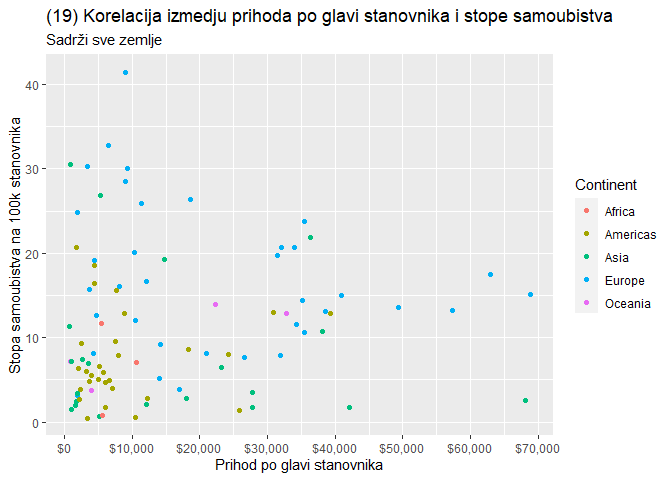 (19) Korelacija izmedju prihoda po glavi stanovnika i stope samoubistva
Sadrži sve zemlje
Stopa samoubistva na 100k stanovnika
40
30
20
10
0
$0 $10,000 $20,000 $30,000 $40,000 $50,000 $60,000 $70,000
Prihod po glavi stanovnika
Continent
Africa
Americas
Asia
Europe
Oceania